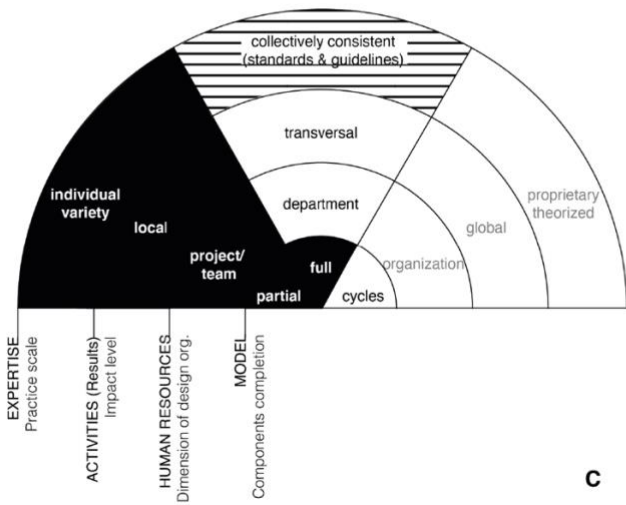 collectively consistent
(standards & guidelines)
transversal
individual
variety
department
proprietary
theorized
local
global
project/
team
full
organization
partial
cycles
EXPERTISE
Practice scale
ACTIVITIES (Results)
Impact level
HUMAN RESOURCES
Dimension of design org.
MODEL
Components completion
C